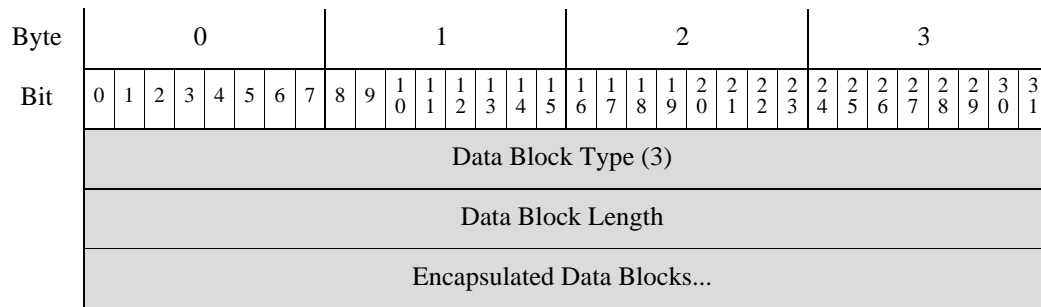 Byte 0 1 2 3
Bit 0 1 2 3 4 5 6 7 8 9 10 11 12 13 14 15 16 17 18 19 20 21 22 23 24 25 26 27 28 29 30 31
Data Block Type (3)
Data Block Length
Encapsulated Data Blocks...